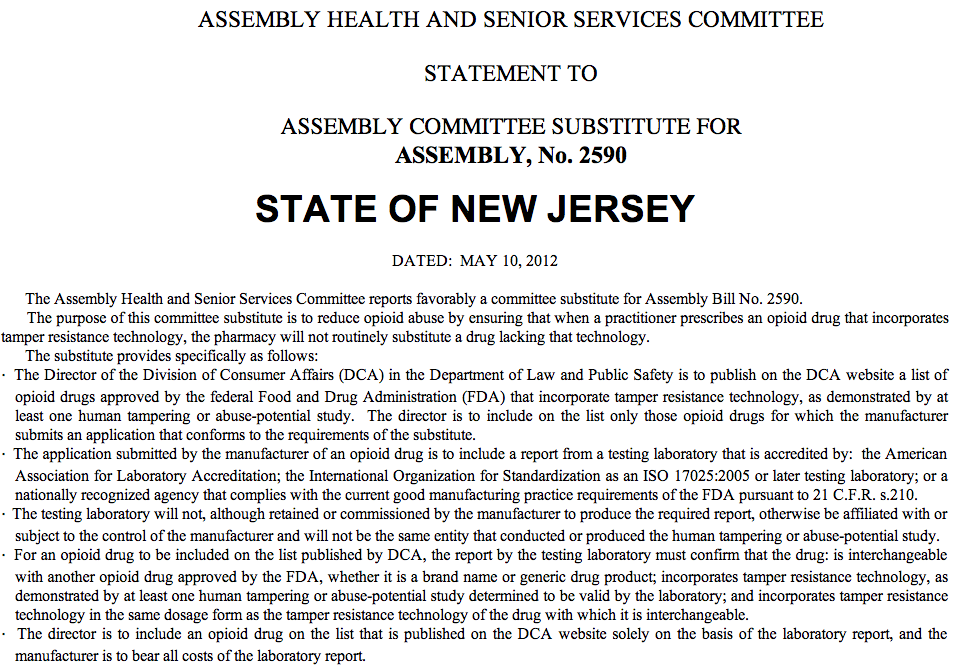 ASSEMBLY HEALTH AND SENIOR SERVICES COMMITTEE
STATEMENT TO
ASSEMBLY COMMITTEE SUBSTITUTE FOR
ASSEMBLY, No. 2590
STATE OF NEW JERSEY
DATED: MAY 10, 2012
The Assembly Health and Senior Services Committee reports favorably a committee substitute for Assembly Bill No. 2590.
The purpose of this committee substitute is to reduce opioid abuse by ensuring that when a practitioner prescribes an opioid drug that incorporates
tamper resistance technology, the pharmacy will not routinely substitute a drug lacking that technology.
The substitute provides specifically as follows:
· The Director of the Division of Consumer Affairs (DCA) in the Department of Law and Public Safety is to publish on the DCA website a list of
opioid drugs approved by the federal Food and Drug Administration (FDA) that incorporate tamper resistance technology, as demonstrated by at
least one human tampering or abuse-potential study. The director is to include on the list only those opioid drugs for which the manufacturer
submits an application that conforms to the requirements of the substitute.
· The application submitted by the manufacturer of an opioid drug is to include a report from a testing laboratory that is accredited by: the American
Association for Laboratory Accreditation; the International Organization for Standardization as an ISO 17025:2005 or later testing laboratory; or a
nationally recognized agency that complies with the current good manufacturing practice requirements of the FDA pursuant to 21 C.F.R. s.210.
· The testing laboratory will not, although retained or commissioned by the manufacturer to produce the required report, otherwise be affiliated with or
subject to the control of the manufacturer and will not be the same entity that conducted or produced the human tampering or abuse-potential study.
· For an opioid drug to be included on the list published by DCA, the report by the testing laboratory must confirm that the drug: is interchangeable
with another opioid drug approved by the FDA, whether it is a brand name or generic drug product; incorporates tamper resistance technology, as
demonstrated by at least one human tampering or abuse-potential study determined to be valid by the laboratory; and incorporates tamper resistance
technology in the same dosage form as the tamper resistance technology of the drug with which it is interchangeable.
· The director is to include an opioid drug on the list that is published on the DCA website solely on the basis of the laboratory report, and the
manufacturer is to bear all costs of the laboratory report.